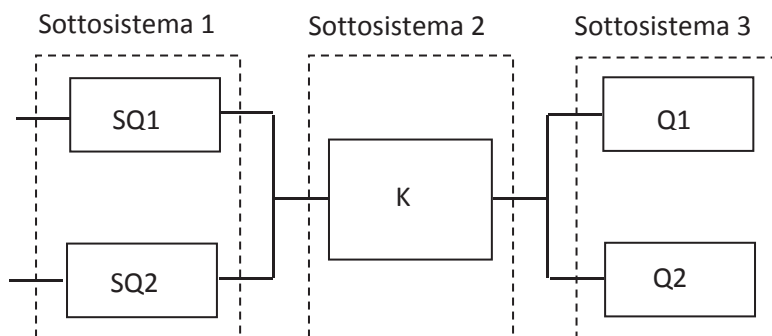 Sottosistema 1
Sottosistema 2
Sottosistema 3
SQ1
Q1
K
SQ2
Q2